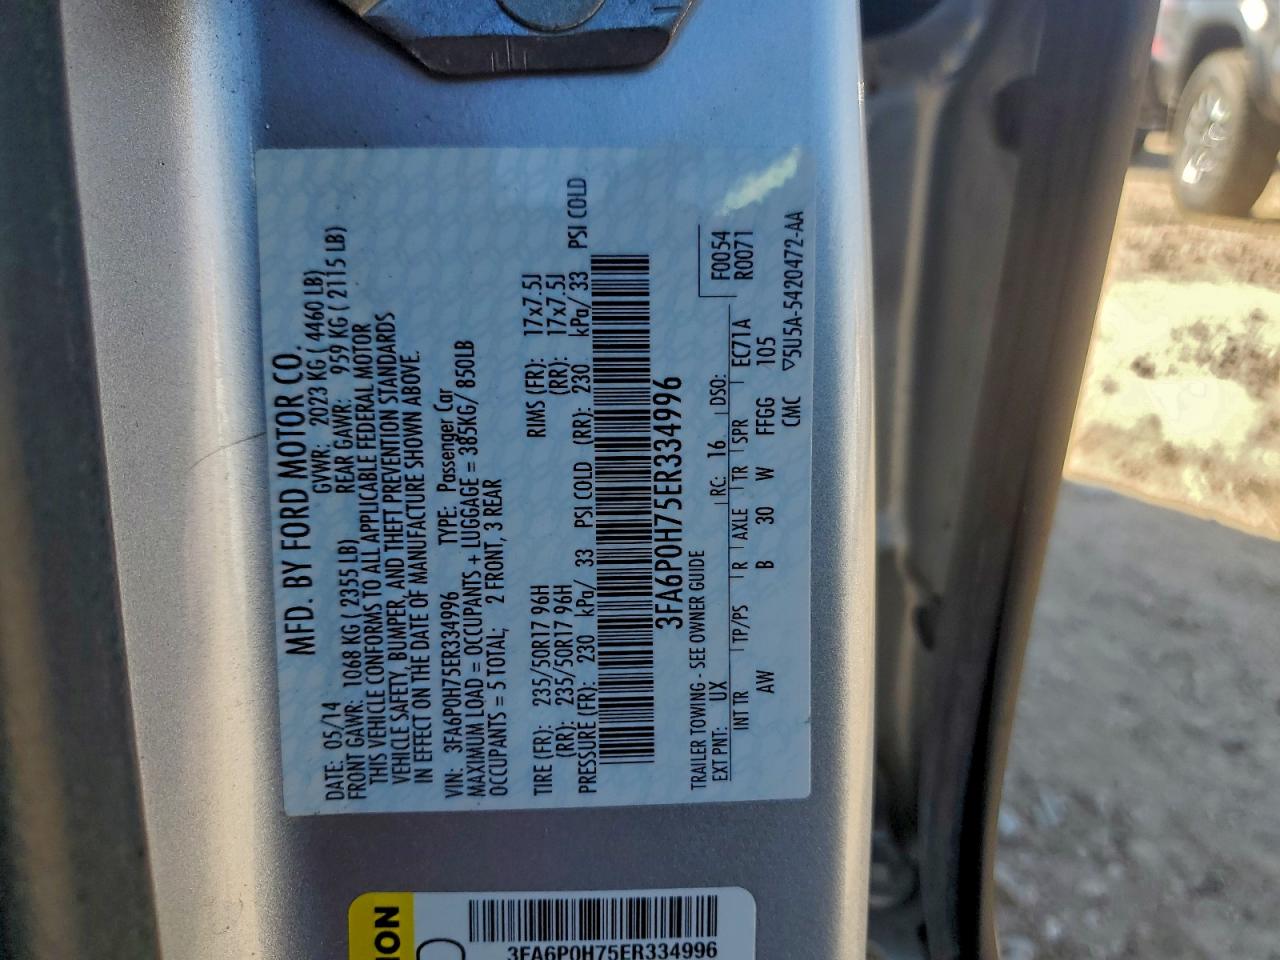 MFD. BY FORD MOTOR CO.
DATE: 05/14 GVWR: 2023 KG ( 4460 LB)
FRONT GAWR: 1068 KG ( 2355 LB) REAR GAWR: 959 KG ( 2115 LB)
THIS VEHICLE CONFORMS TO ALL APPLICABLE FEDERAL MOTOR
VEHICLE SAFETY, BUMPER, AND THEFT PREVENTION STANDARDS
IN EFFECT ON THE DATE OF MANUFACTURE SHOWN ABOVE.
VIN: 3FA6P0H75ER334996 TYPE: Passenger Car
MAXIMUM LOAD = OCCUPANTS + LUGGAGE = 385KG/ 850LB
OCCUPANTS = 5 TOTAL; 2 FRONT, 3 REAR
TIRE (FR): 235/50R17 96H RIMS (FR): 17x7.5J
(RR): 235/50R17 96H (RR): 17x7.5J
PRESSURE (FR): 230 kPa/ 33 PSI COLD (RR): 230 kPa/ 33 PSI COLD
3FA6P0H75ER334996
TRAILER TOWING - SEE OWNER GUIDE F0054
EXT PNT: UX RC: 16 DSO: R0071
INT TR TP/PS R AXLE TR SPR EC71A
AW B 30 W FFGG 105
CMC ▽5U5A-5420472-AA
ION
3FA6P0H75ER334996